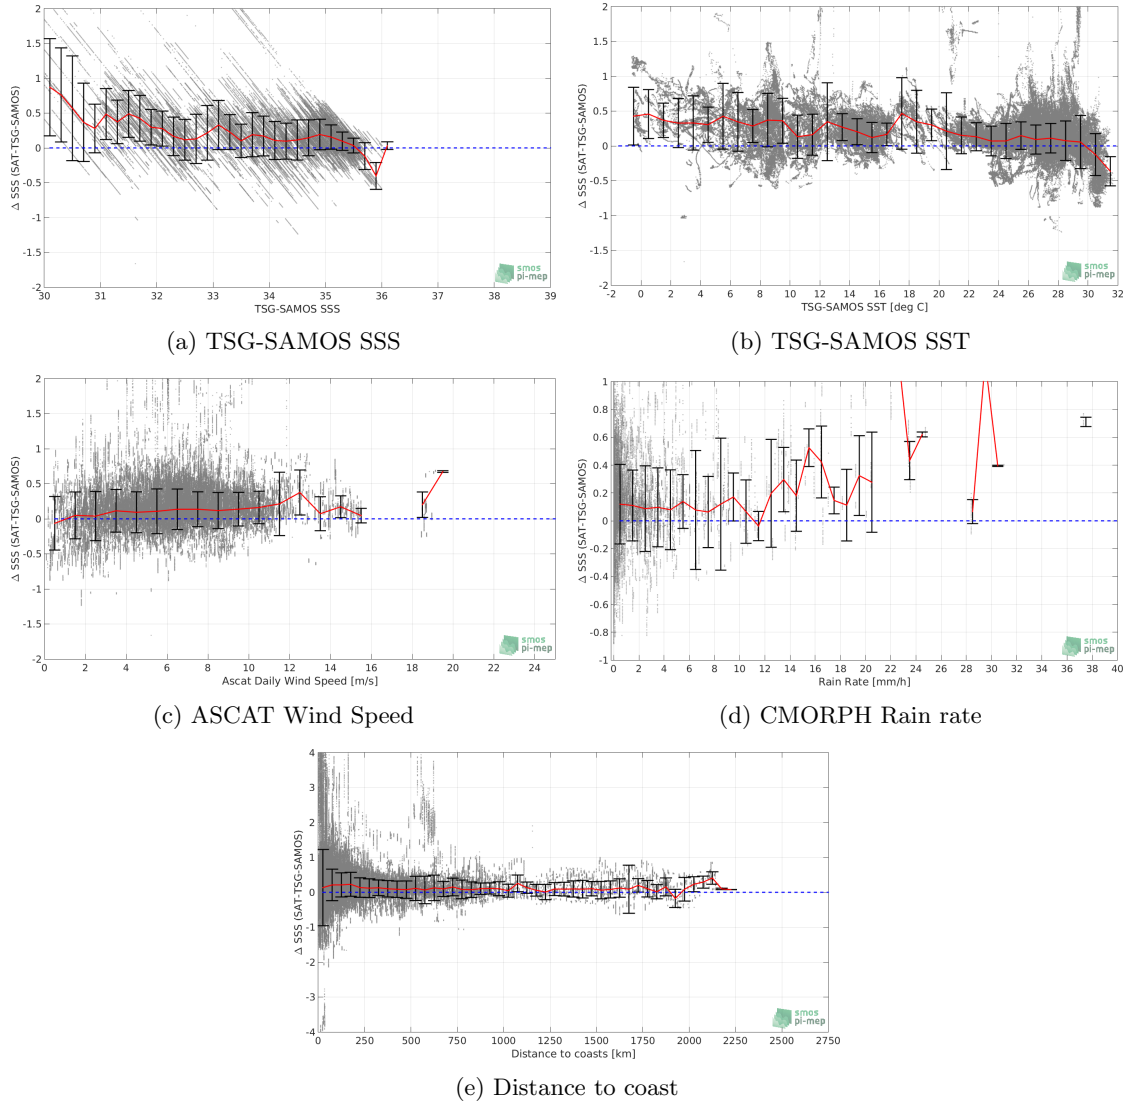 2
1.5
1
0.5
0
-0.5
-1
-1.5
-2
Δ SSS (SAT-TSG-SAMOS)
30 31 32 33 34 35 36 37 38 39
TSG-SAMOS SSS
smos
pi-mep
(a) TSG-SAMOS SSS
2
1.5
1
0.5
0
-0.5
-1
-1.5
-2
Δ SSS (SAT-TSG-SAMOS)
-2 0 2 4 6 8 10 12 14 16 18 20 22 24 26 28 30 32
TSG-SAMOS SST [deg C]
smos
pi-mep
(b) TSG-SAMOS SST
2
1.5
1
0.5
0
-0.5
-1
-1.5
-2
Δ SSS (SAT-TSG-SAMOS)
0 2 4 6 8 10 12 14 16 18 20 22 24
Ascat Daily Wind Speed [m/s]
smos
pi-mep
(c) ASCAT Wind Speed
1
0.8
0.6
0.4
0.2
0
-0.2
-0.4
-0.6
-0.8
-1
Δ SSS (SAT-TSG-SAMOS)
0 2 4 6 8 10 12 14 16 18 20 22 24 26 28 30 32 34 36 38 40
Rain Rate [mm/h]
smos
pi-mep
(d) CMORPH Rain rate
4
3
2
1
0
-1
-2
-3
-4
Δ SSS (SAT-TSG-SAMOS)
0 250 500 750 1000 1250 1500 1750 2000 2250 2500 2750
Distance to coasts [km]
smos
pi-mep
(e) Distance to coast